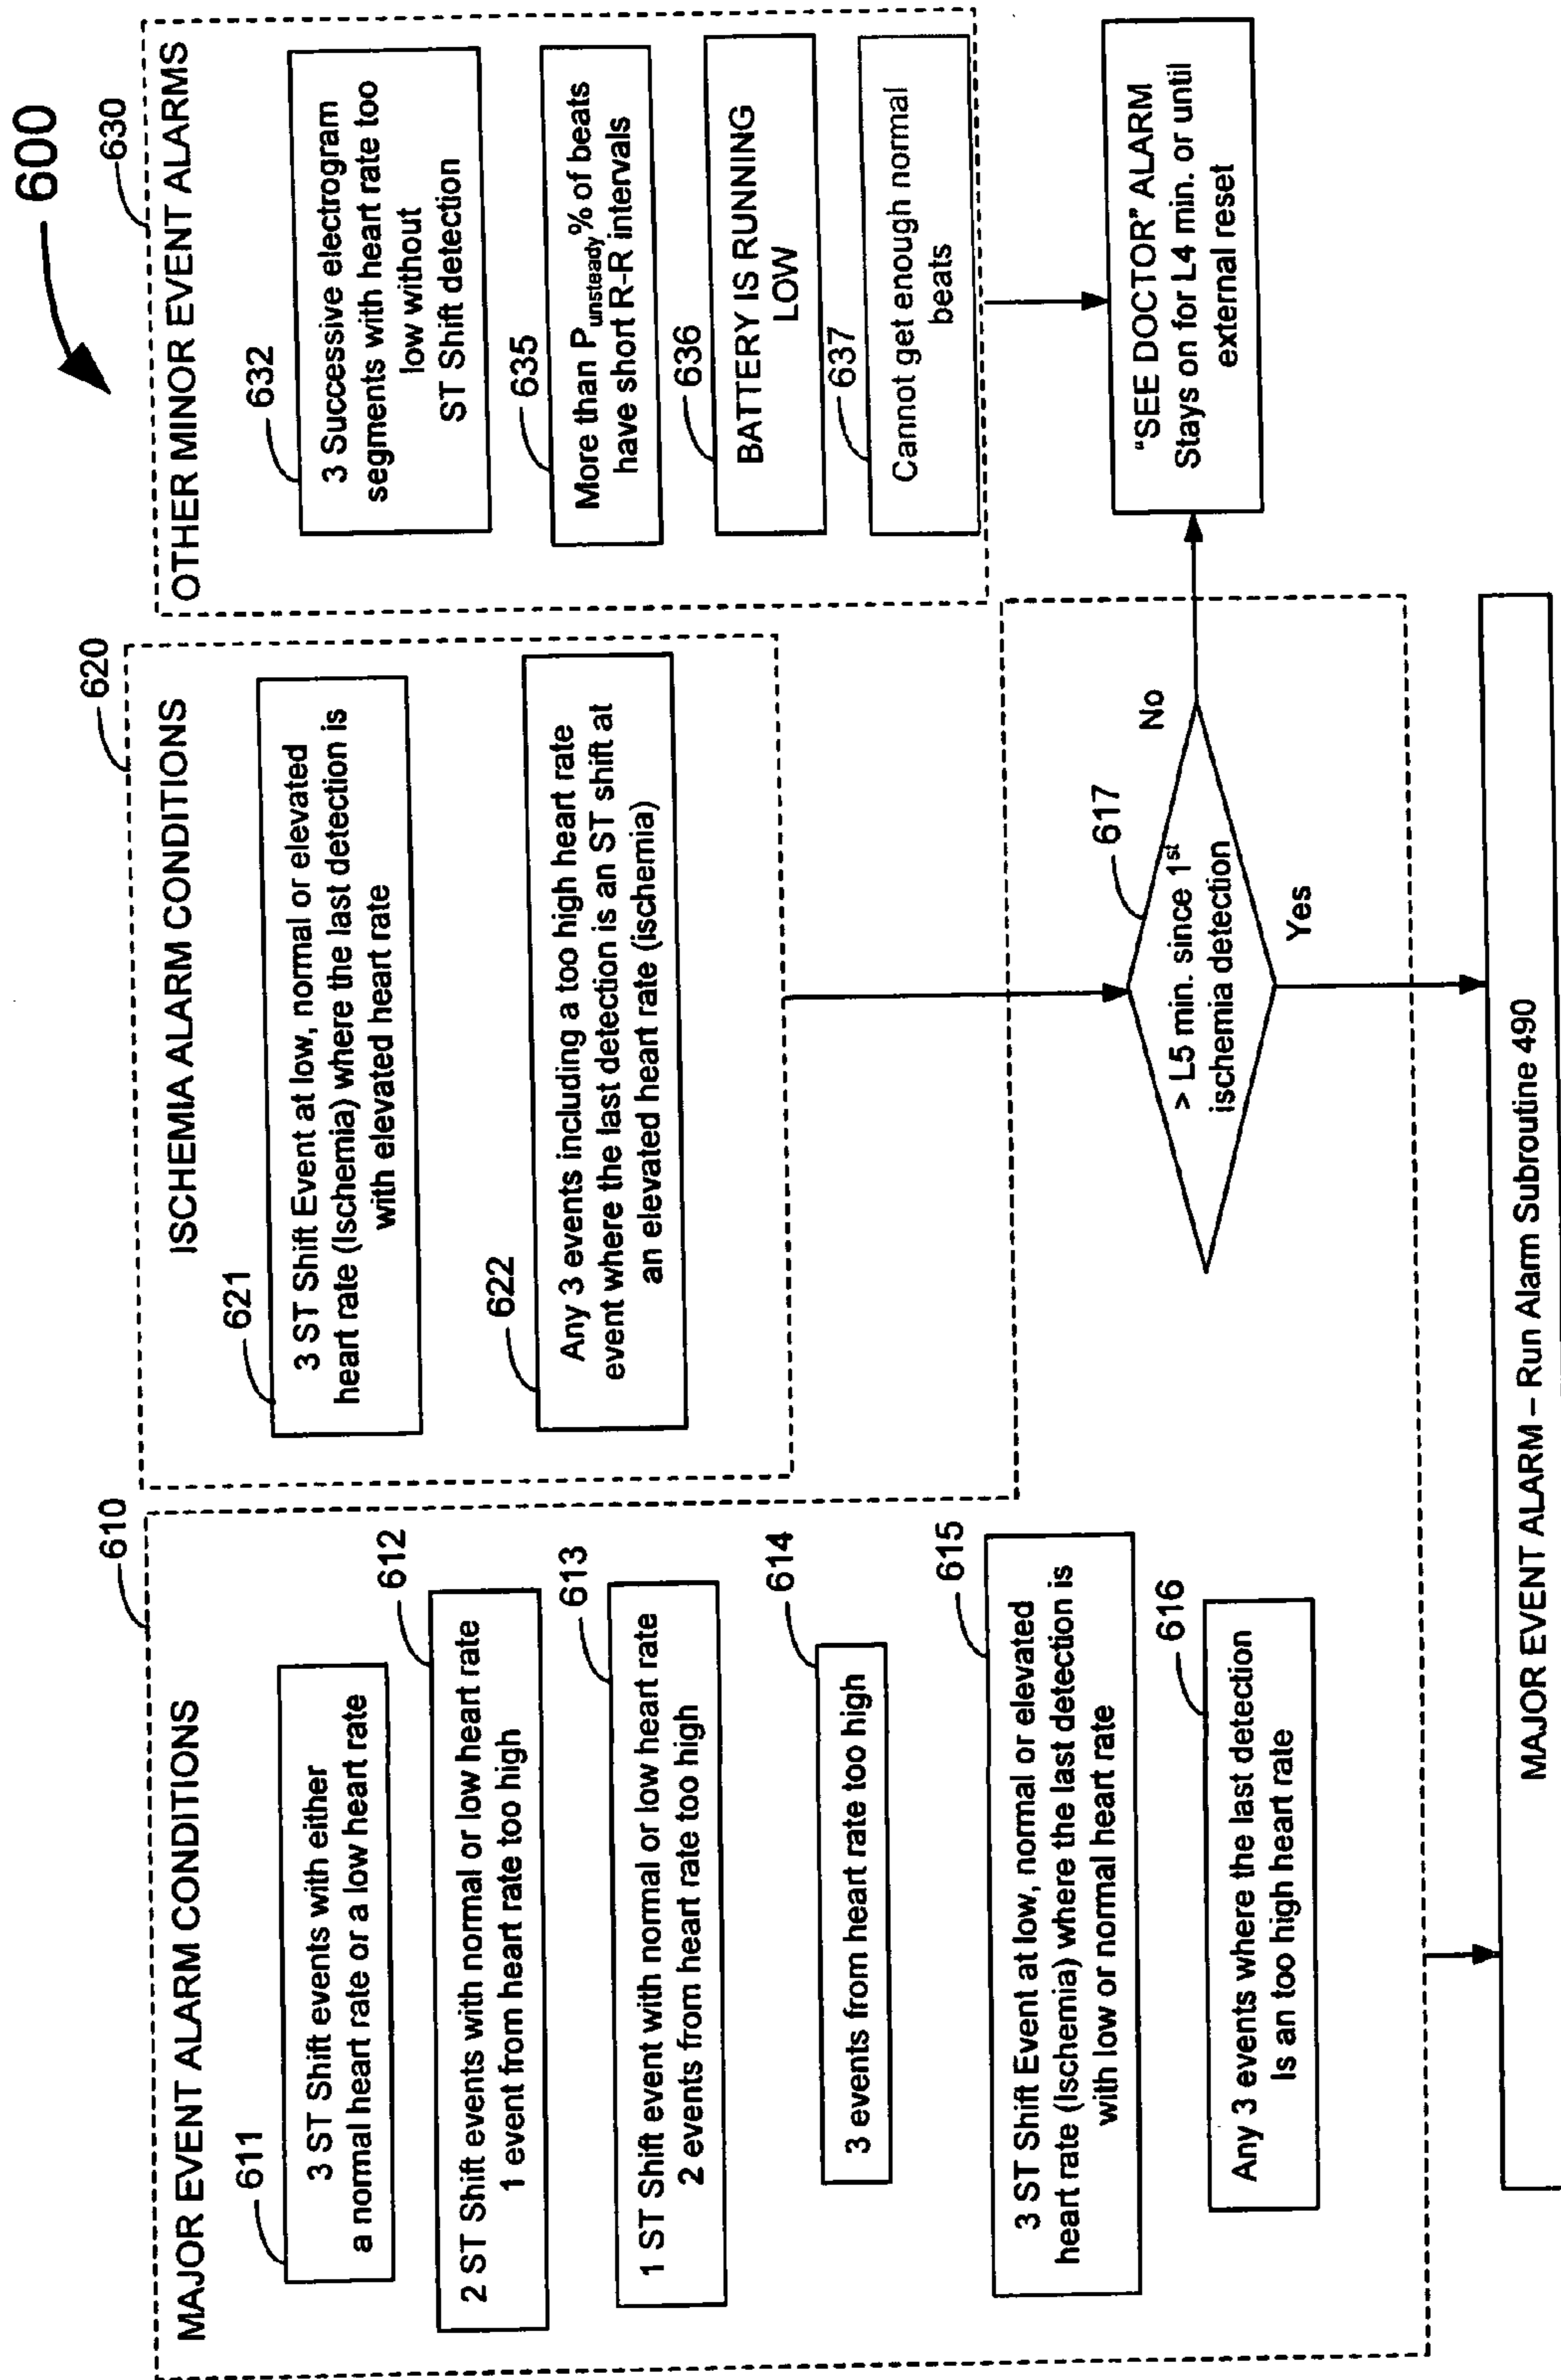 600
610
MAJOR EVENT ALARM CONDITIONS
611
3 ST Shift events with either
a normal heart rate or a low heart rate
612
2 ST Shift events with normal or low heart rate
1 event from heart rate too high
613
1 ST Shift event with normal or low heart rate
2 events from heart rate too high
614
3 events from heart rate too high
615
3 ST Shift Event at low, normal or elevated
heart rate (Ischemia) where the last detection is
with low or normal heart rate
616
Any 3 events where the last detection
Is an too high heart rate
620
ISCHEMIA ALARM CONDITIONS
621
3 ST Shift Event at low, normal or elevated
heart rate (Ischemia) where the last detection is
with elevated heart rate
622
Any 3 events including a too high heart rate
event where the last detection is an ST shift at
an elevated heart rate (ischemia)
617
> L5 min. since 1st
ischemia detection
No
Yes
630
OTHER MINOR EVENT ALARMS
632
3 Successive electrogram
segments with heart rate too
low without
ST Shift detection
635
More than Punsteady% of beats
have short R-R intervals
636
BATTERY IS RUNNING
LOW
637
Cannot get enough normal
beats
"SEE DOCTOR" ALARM
Stays on for L4 min. or until
external reset
MAJOR EVENT ALARM – Run Alarm Subroutine 490